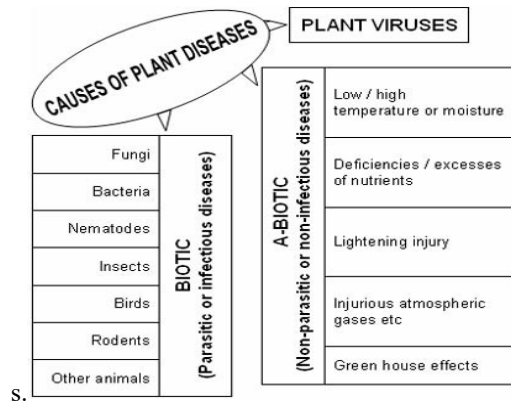 CAUSES OF PLANT DISEASES
PLANT VIRUSES
Fungi
Bacteria
Nematodes
Insects
Birds
Rodents
Other animals
BIOTIC
(Parasitic or infectious diseases)
A-BIOTIC
(Non-parasitic or non-infectious diseases)
Low / high
temperature or moisture
Deficiencies / excesses
of nutrients
Lightening injury
Injurious atmospheric
gases etc
Green house effects
s.